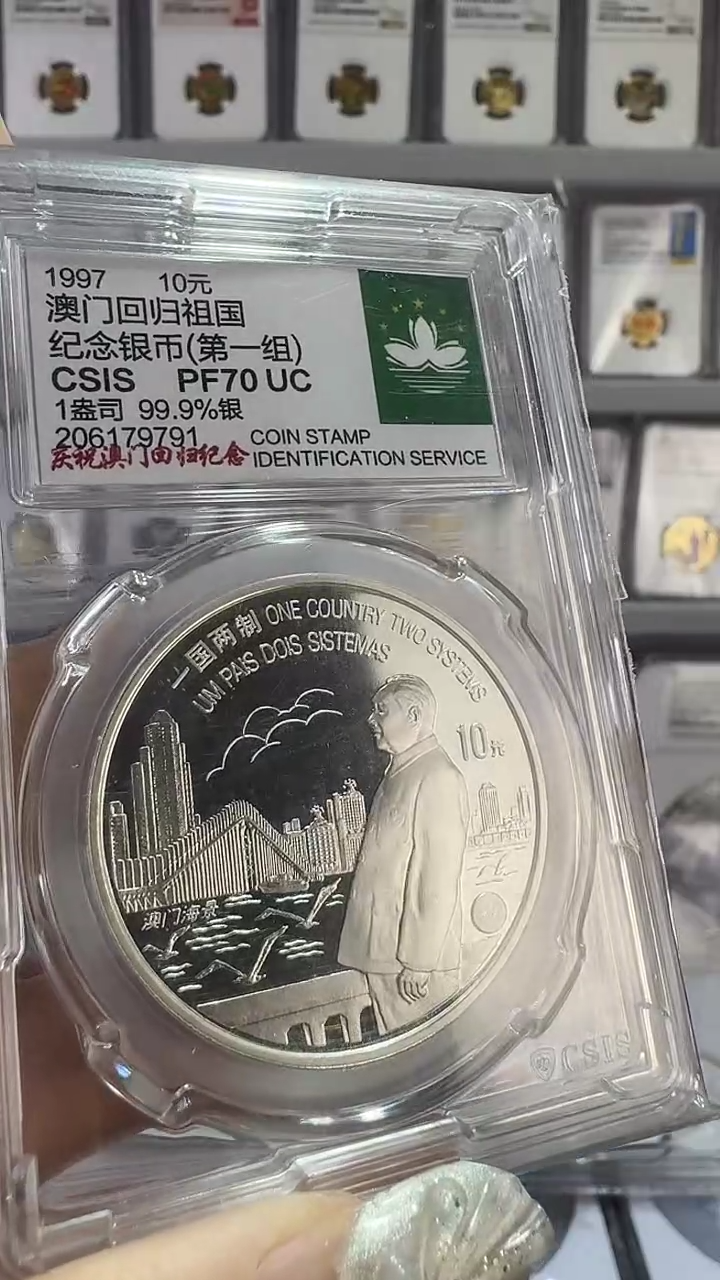 1997 10元
澳门回归祖国
纪念银币(第一组)
CSIS PF70 UC
1盎司 99.9%银
206179791
庆祝澳门回归纪念
COIN STAMP
IDENTIFICATION SERVICE
一国两制 ONE COUNTRY TWO SYSTEMS
UM PAIS DOIS SISTEMAS
10元
澳门海景
CSIS